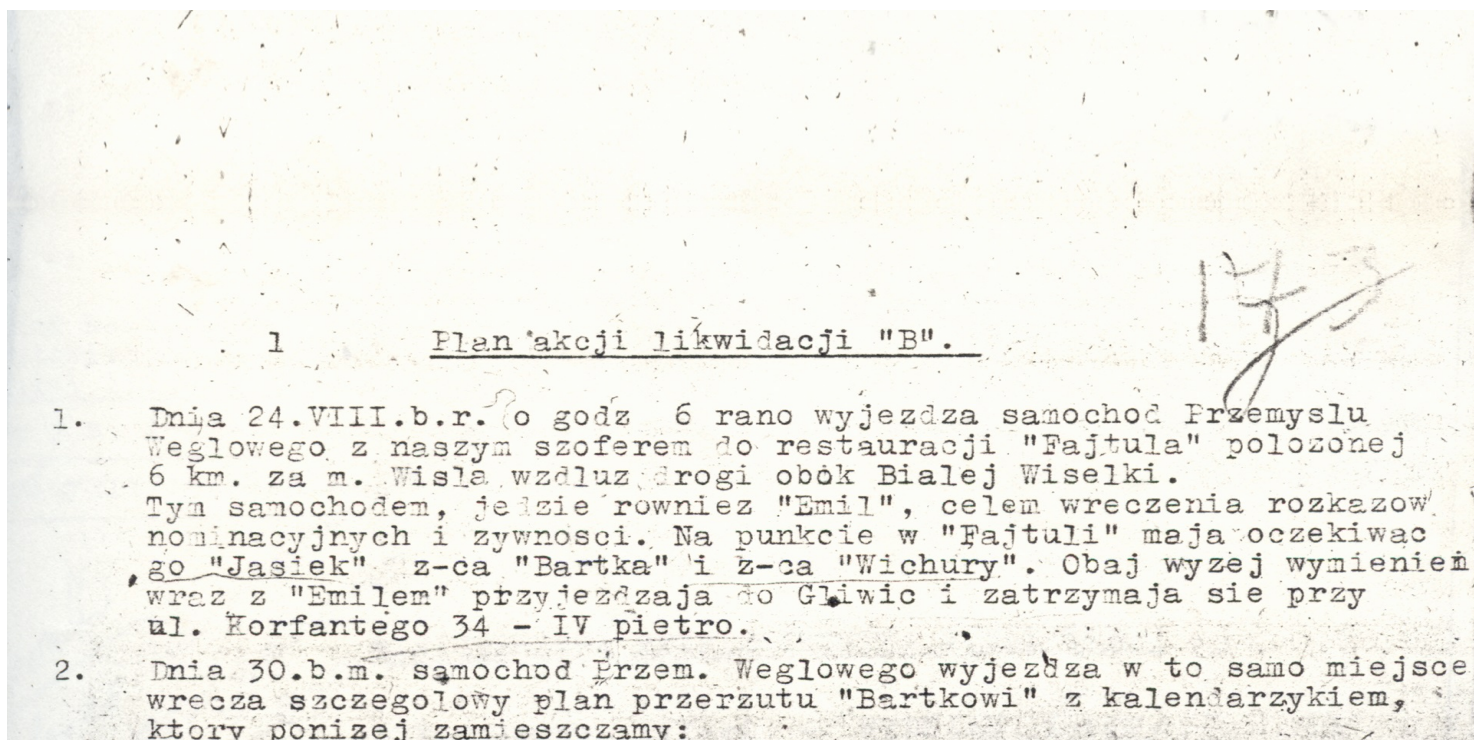 1 Plan akcji likwidacji "B".
1. Dnia 24.VIII.b.r. o godz 6 rano wyjezdza samochod Przemyslu
Weglowego z naszym szoferem do restauracji "Fajtula" polozonej
6 km. za m. Wisla wzdluz drogi obok Bialej Wiselki.
Tym samochodem, jedzie rowniez "Emil", celem wreczenia rozkazow
nominacyjnych i zywnosci. Na punkcie w "Fajtuli" maja oczekiwac
go "Jasiek" z-ca "Bartka" i z-ca "Wichury". Obaj wyzej wymienien
wraz z "Emilem" przyjezdzaja do Gliwic i zatrzymaja sie przy
ul. Korfantego 34 - IV pietro.
2. Dnia 30.b.m. samochod Przem. Weglowego wyjezdza w to samo miejsce
wrecza szczegolowy plan przerzutu "Bartkowi" z kalendarzykiem,
ktory ponizej zamieszczamy: